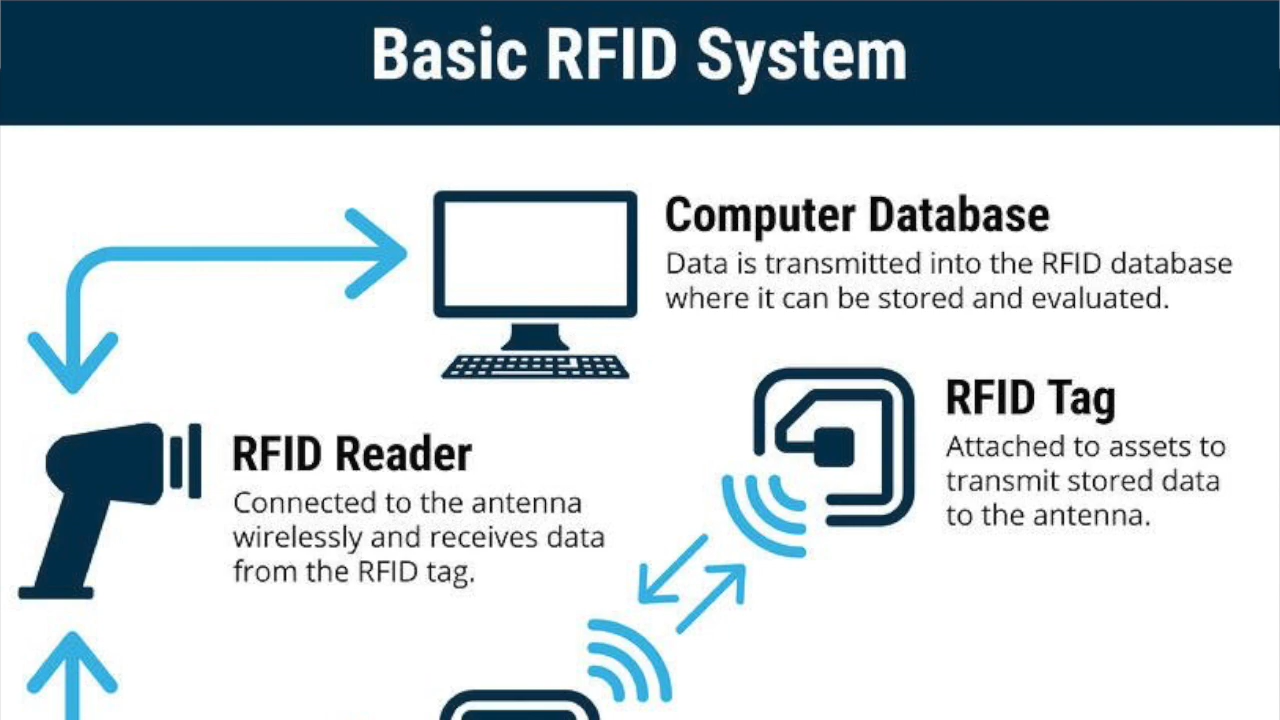 Basic RFID System
Computer Database
Data is transmitted into the RFID database
where it can be stored and evaluated.
RFID Tag
Attached to assets to
transmit stored data
to the antenna.
RFID Reader
Connected to the antenna
wirelessly and receives data
from the RFID tag.